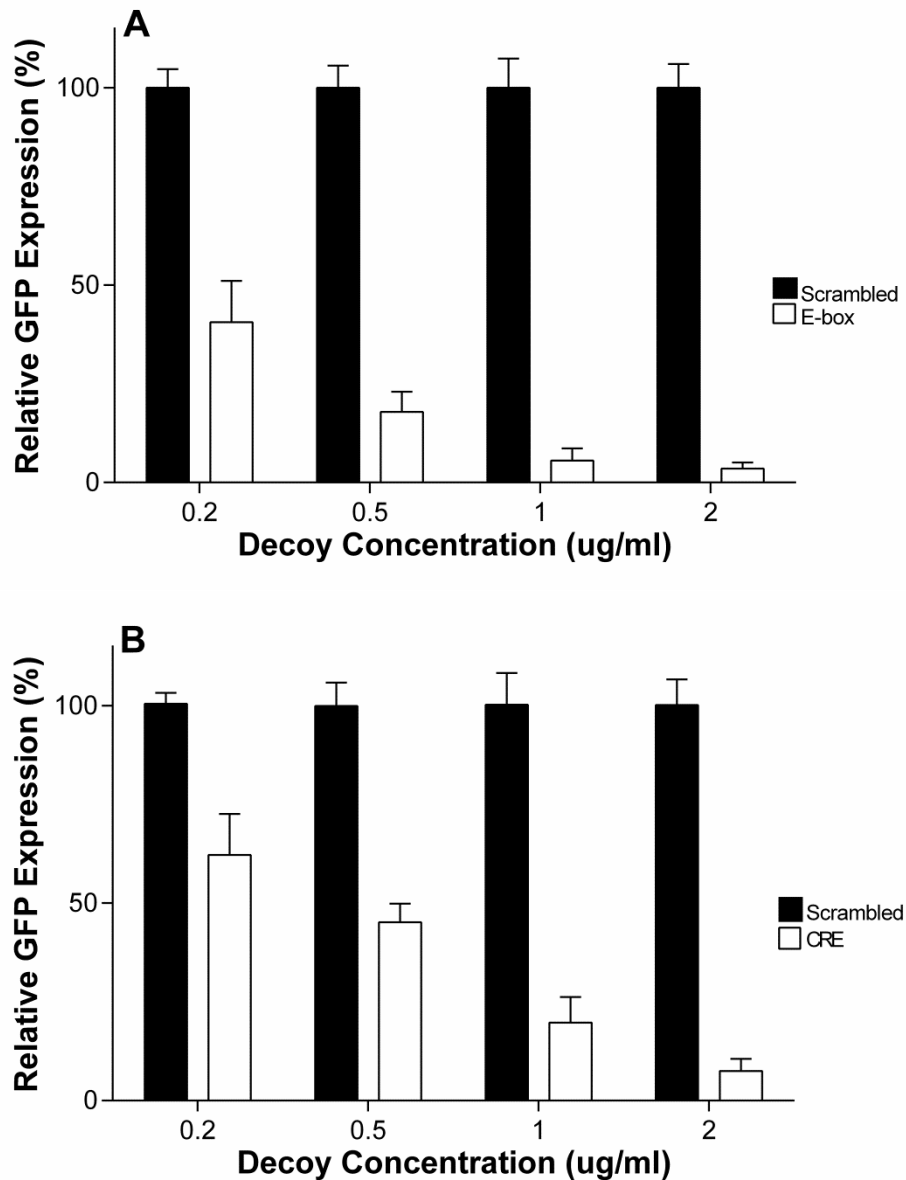 A
Relative GFP Expression (%)
100
50
0
Scrambled
E-box
0.2 0.5 1 2
Decoy Concentration (ug/ml)
B
Relative GFP Expression (%)
100
50
0
Scrambled
CRE
0.2 0.5 1 2
Decoy Concentration (ug/ml)